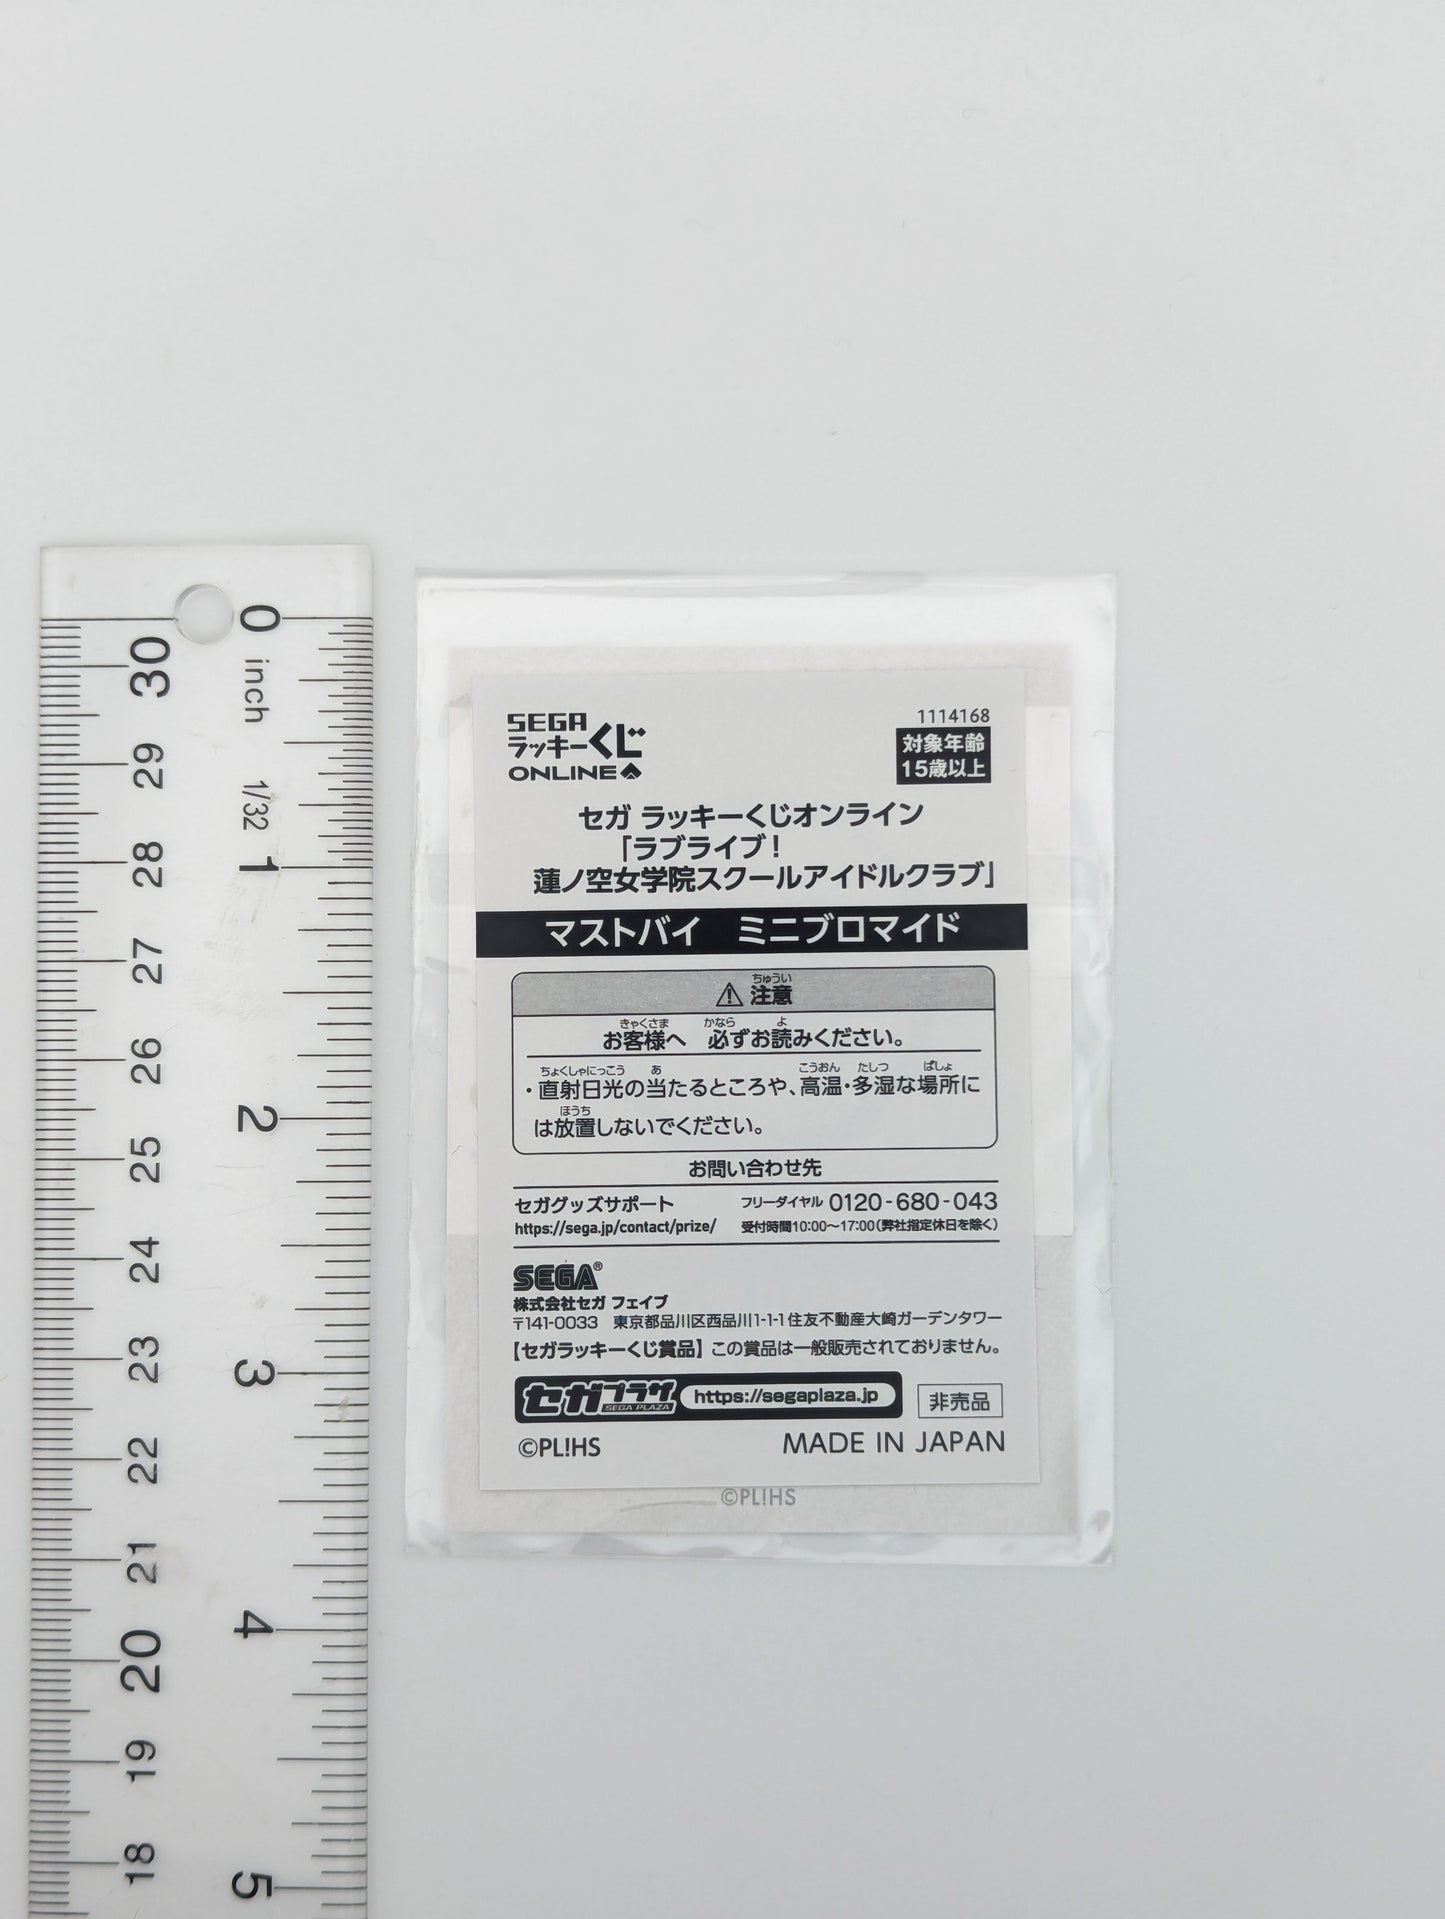 0
inch
1/32
1
2
3
4
5
30
29
28
27
26
25
24
23
22
21
20
19
18
SEGA
ラッキーくじ
ONLINE
1114168
対象年齢
15歳以上
セガ ラッキーくじオンライン
「ラブライブ！
蓮ノ空女学院スクールアイドルクラブ」
マストバイ ミニブロマイド
ちゅうい
⚠注意
きゃくさま かなら よ
お客様へ 必ずお読みください。
ちょくしゃにっこう あ こうおん たしつ ばしょ
・直射日光の当たるところや、高温・多湿な場所に
ほうち
は放置しないでください。
お問い合わせ先
セガグッズサポート フリーダイヤル 0120-680-043
https://sega.jp/contact/prize/ 受付時間10:00～17:00(弊社指定休日を除く)
SEGA®
株式会社セガ フェイブ
〒141-0033 東京都品川区西品川1-1-1 住友不動産大崎ガーデンタワー
【セガラッキーくじ賞品】この賞品は一般販売されておりません。
セガプラザ SEGA PLAZA https://segaplaza.jp 非売品
©PL!HS MADE IN JAPAN
©PL!HS